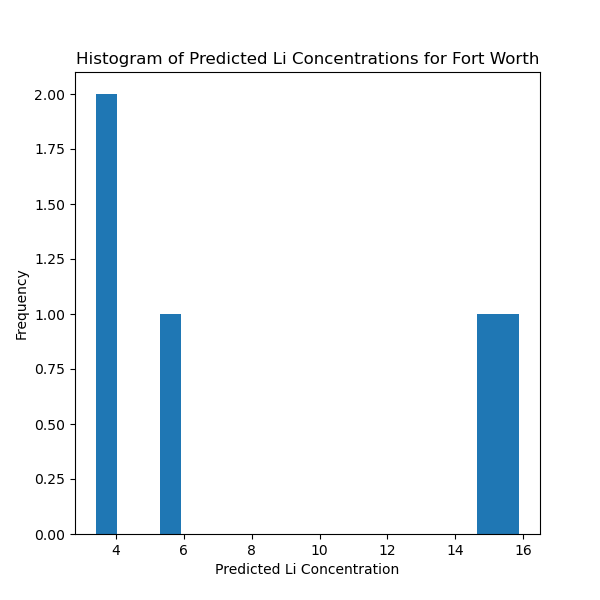 Histogram of Predicted Li Concentrations for Fort Worth
2.00
1.75
1.50
1.25
1.00
0.75
0.50
0.25
0.00
Frequency
4 6 8 10 12 14 16
Predicted Li Concentration